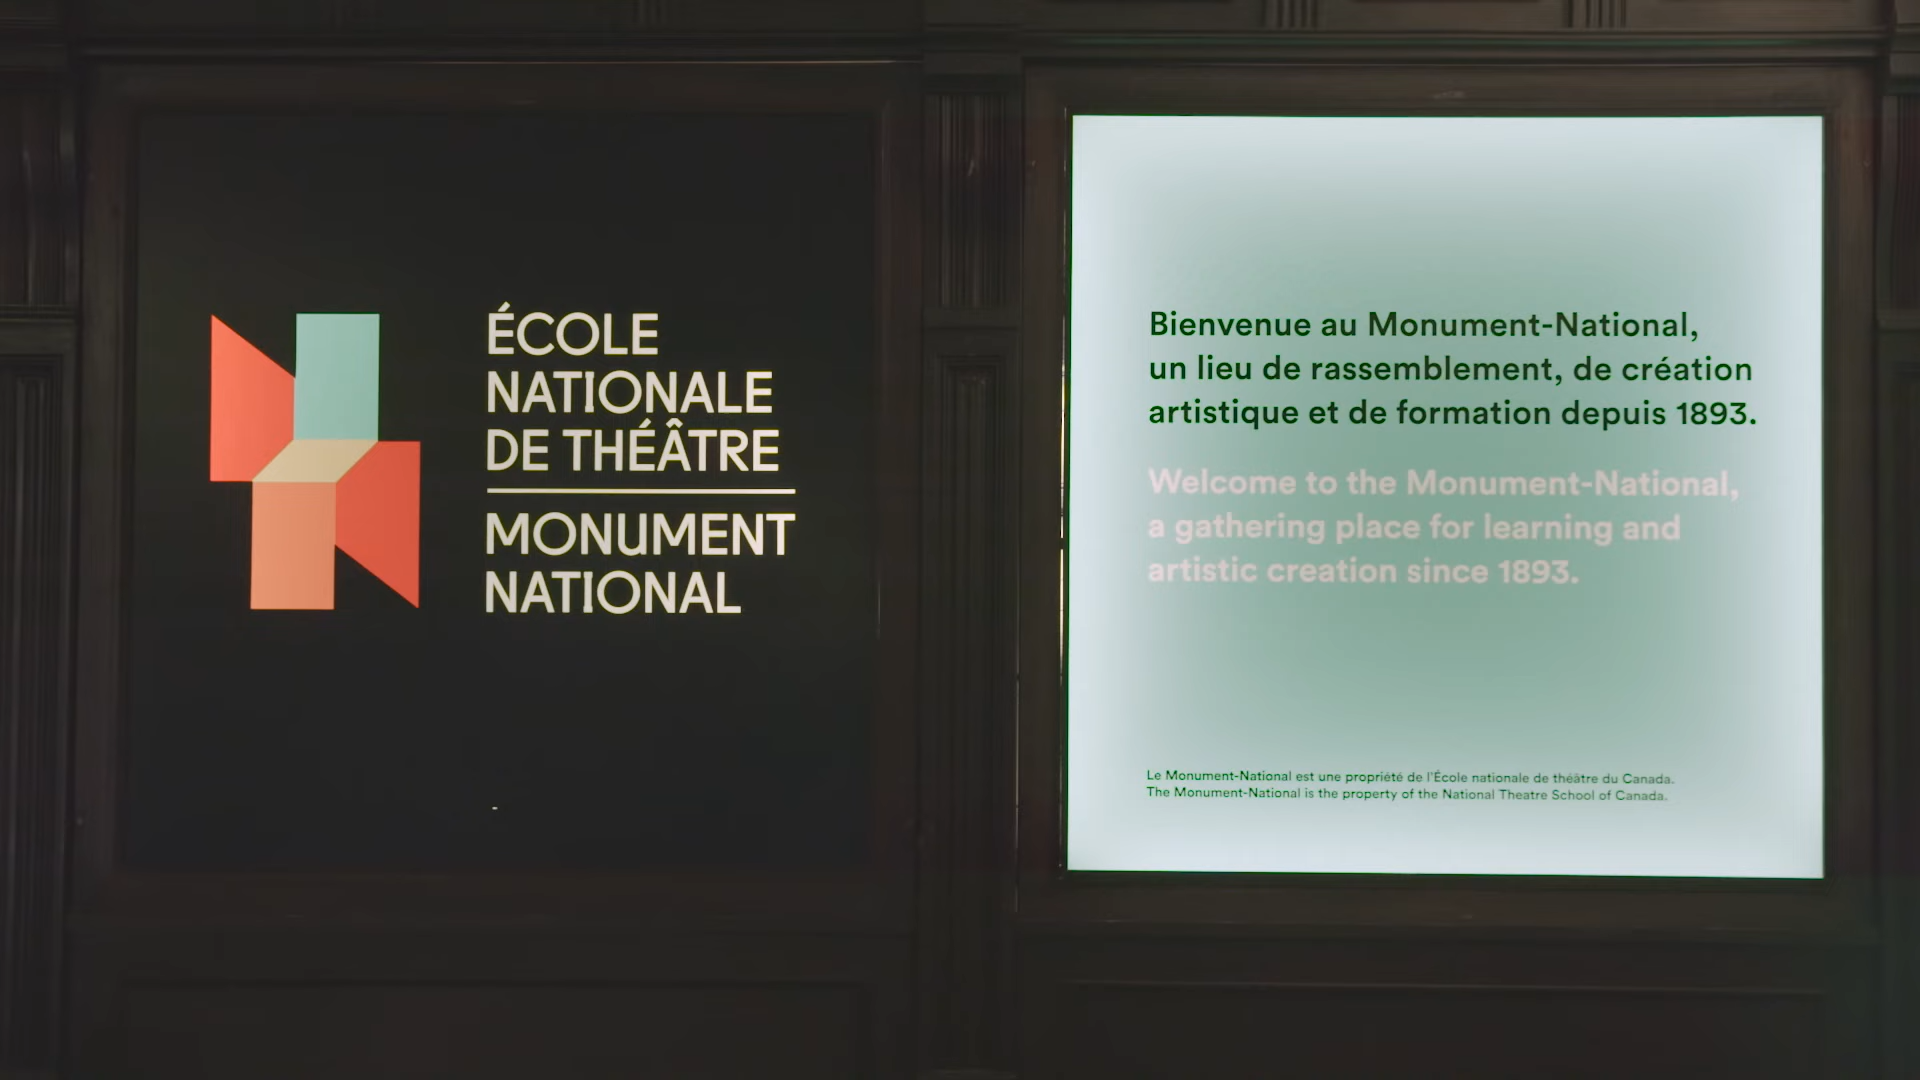 ÉCOLE
NATIONALE
DE THÉÂTRE
MONUMENT
NATIONAL
Bienvenue au Monument-National,
un lieu de rassemblement, de création
artistique et de formation depuis 1893.
Welcome to the Monument-National,
a gathering place for learning and
artistic creation since 1893.
Le Monument-National est une propriété de l'École nationale de théâtre du Canada.
The Monument-National is the property of the National Theatre School of Canada.